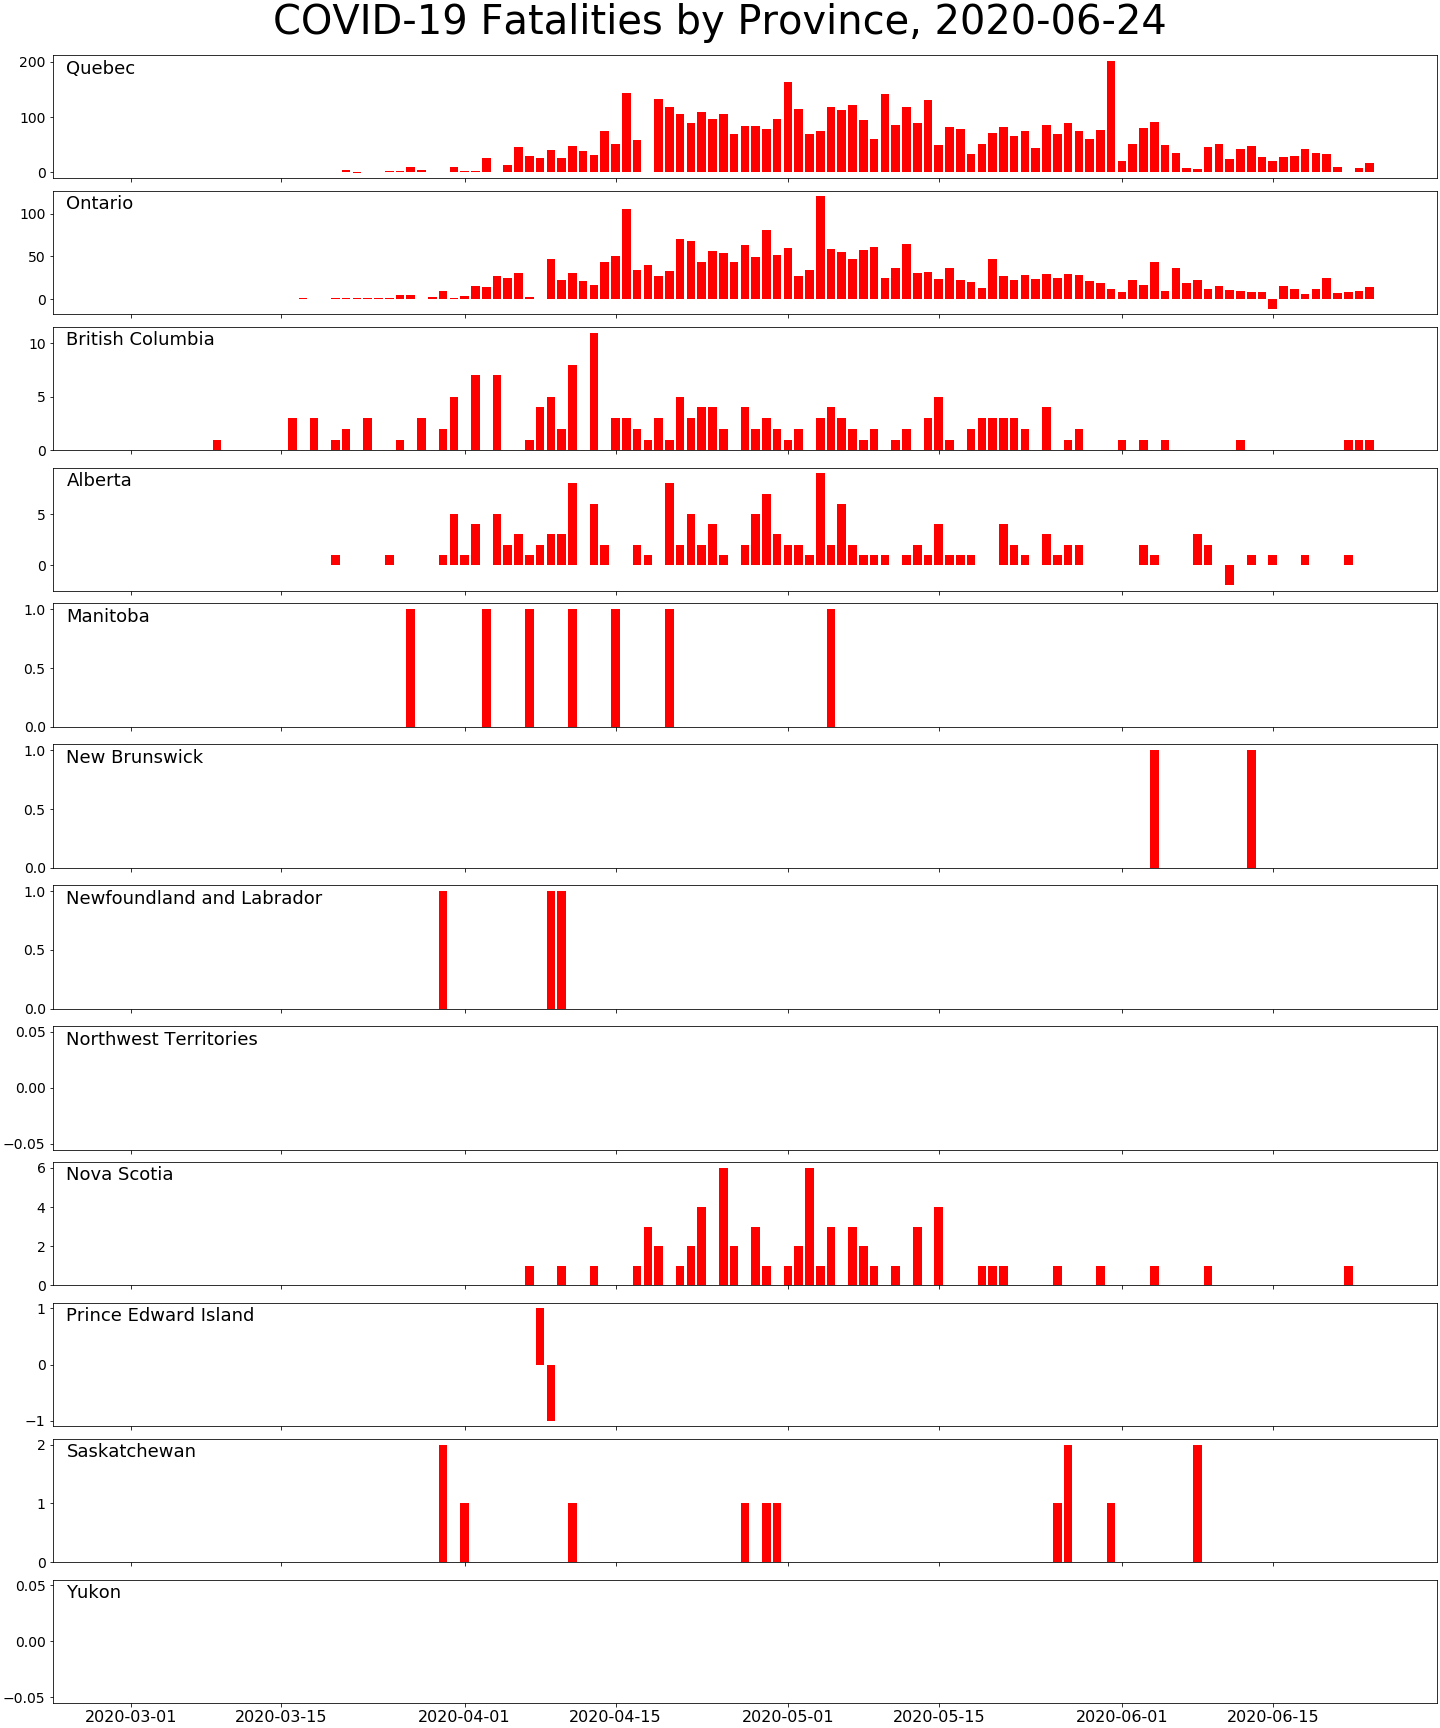 COVID-19 Fatalities by Province, 2020-06-24
200
Quebec
100
0
Ontario
100
50
0
British Columbia
10
5
0
Alberta
5
0
1.0
Manitoba
0.5
0.0
1.0
New Brunswick
0.5
0.0
1.0
Newfoundland and Labrador
0.5
0.0
0.05
Northwest Territories
0.00
−0.05
6
Nova Scotia
4
2
0
1
Prince Edward Island
0
−1
2
Saskatchewan
1
0
0.05
Yukon
0.00
−0.05
2020-03-01 2020-03-15 2020-04-01 2020-04-15 2020-05-01 2020-05-15 2020-06-01 2020-06-15